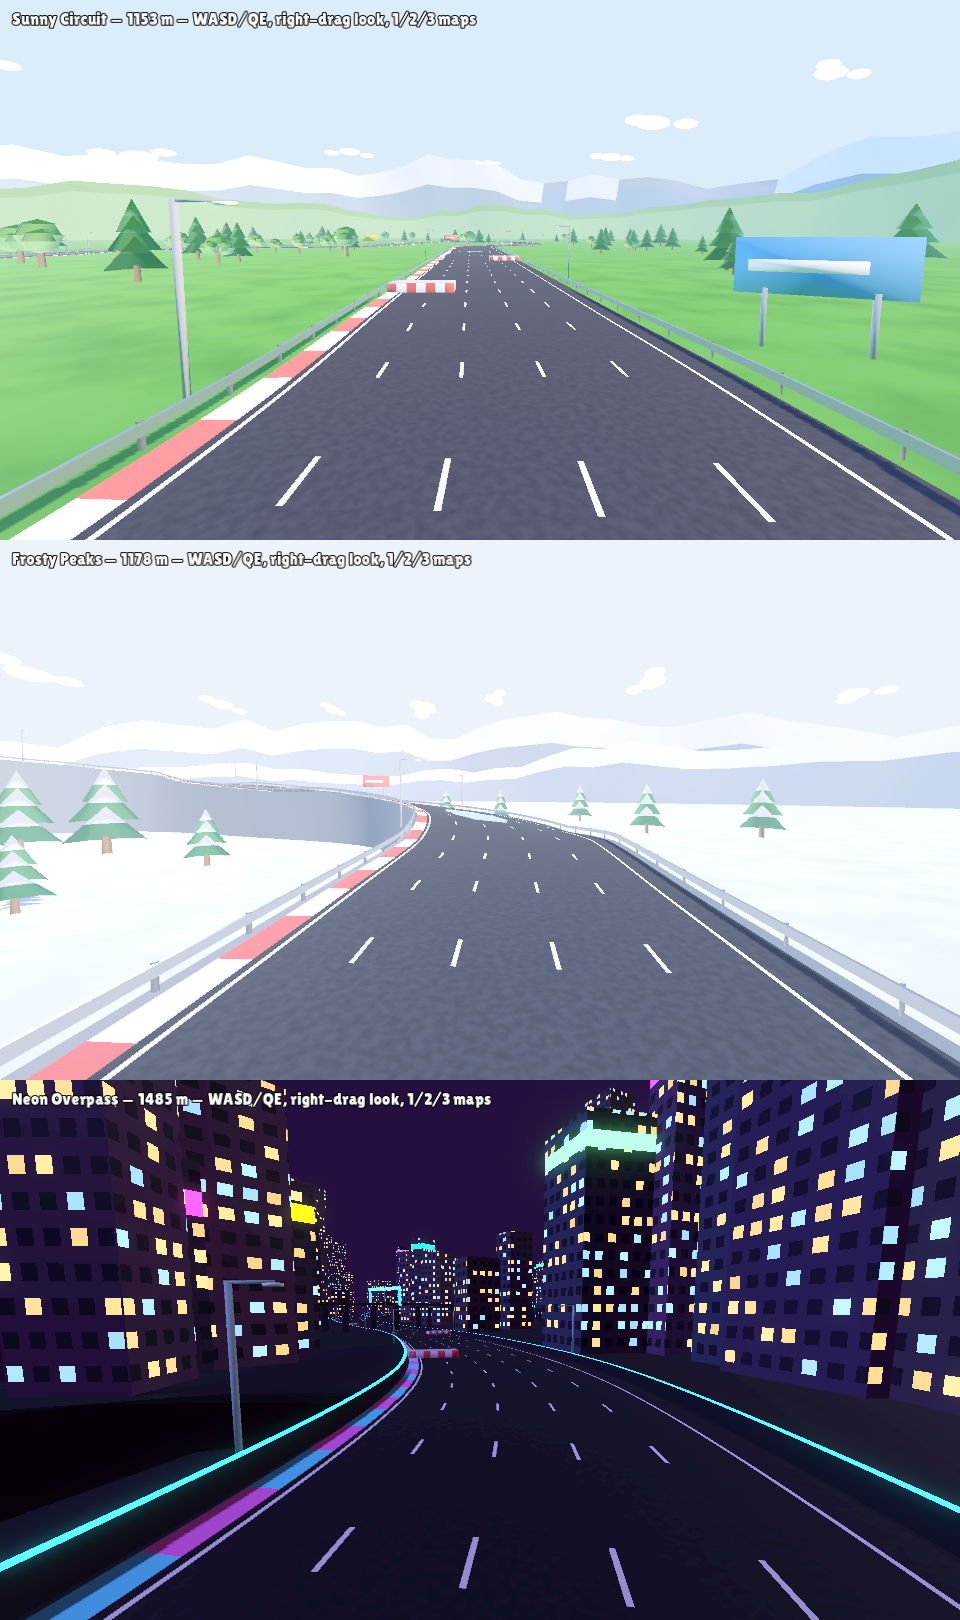 Sunny Circuit — 1153 m — WASD/QE, right-drag look, 1/2/3 maps
Frosty Peaks — 1178 m — WASD/QE, right-drag look, 1/2/3 maps
Neon Overpass — 1485 m — WASD/QE, right-drag look, 1/2/3 maps